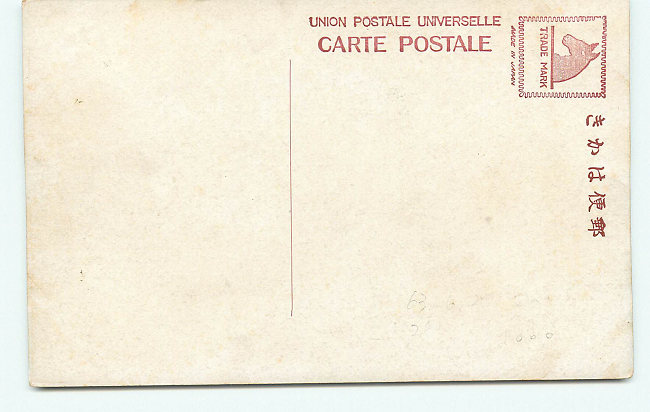 UNION POSTALE UNIVERSELLE
CARTE POSTALE
MADE IN JAPAN
TRADE MARK
郵便はかき